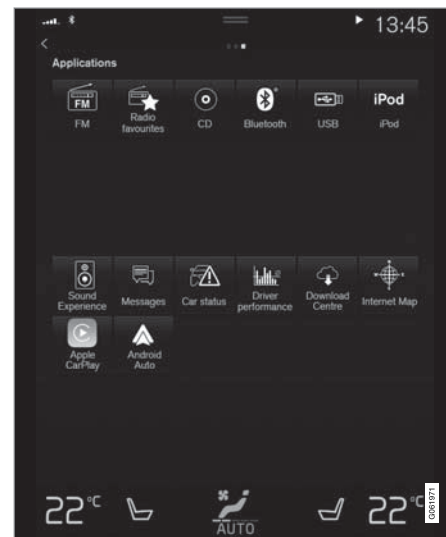 13:45
Applications
FM
FM
Radio
favourites
CD
Bluetooth
USB
iPod
iPod
Sound
Experience
Messages
Car status
Driver
performance
Download
Centre
Internet Map
Apple
CarPlay
Android
Auto
22°C
AUTO
22°C
G061971